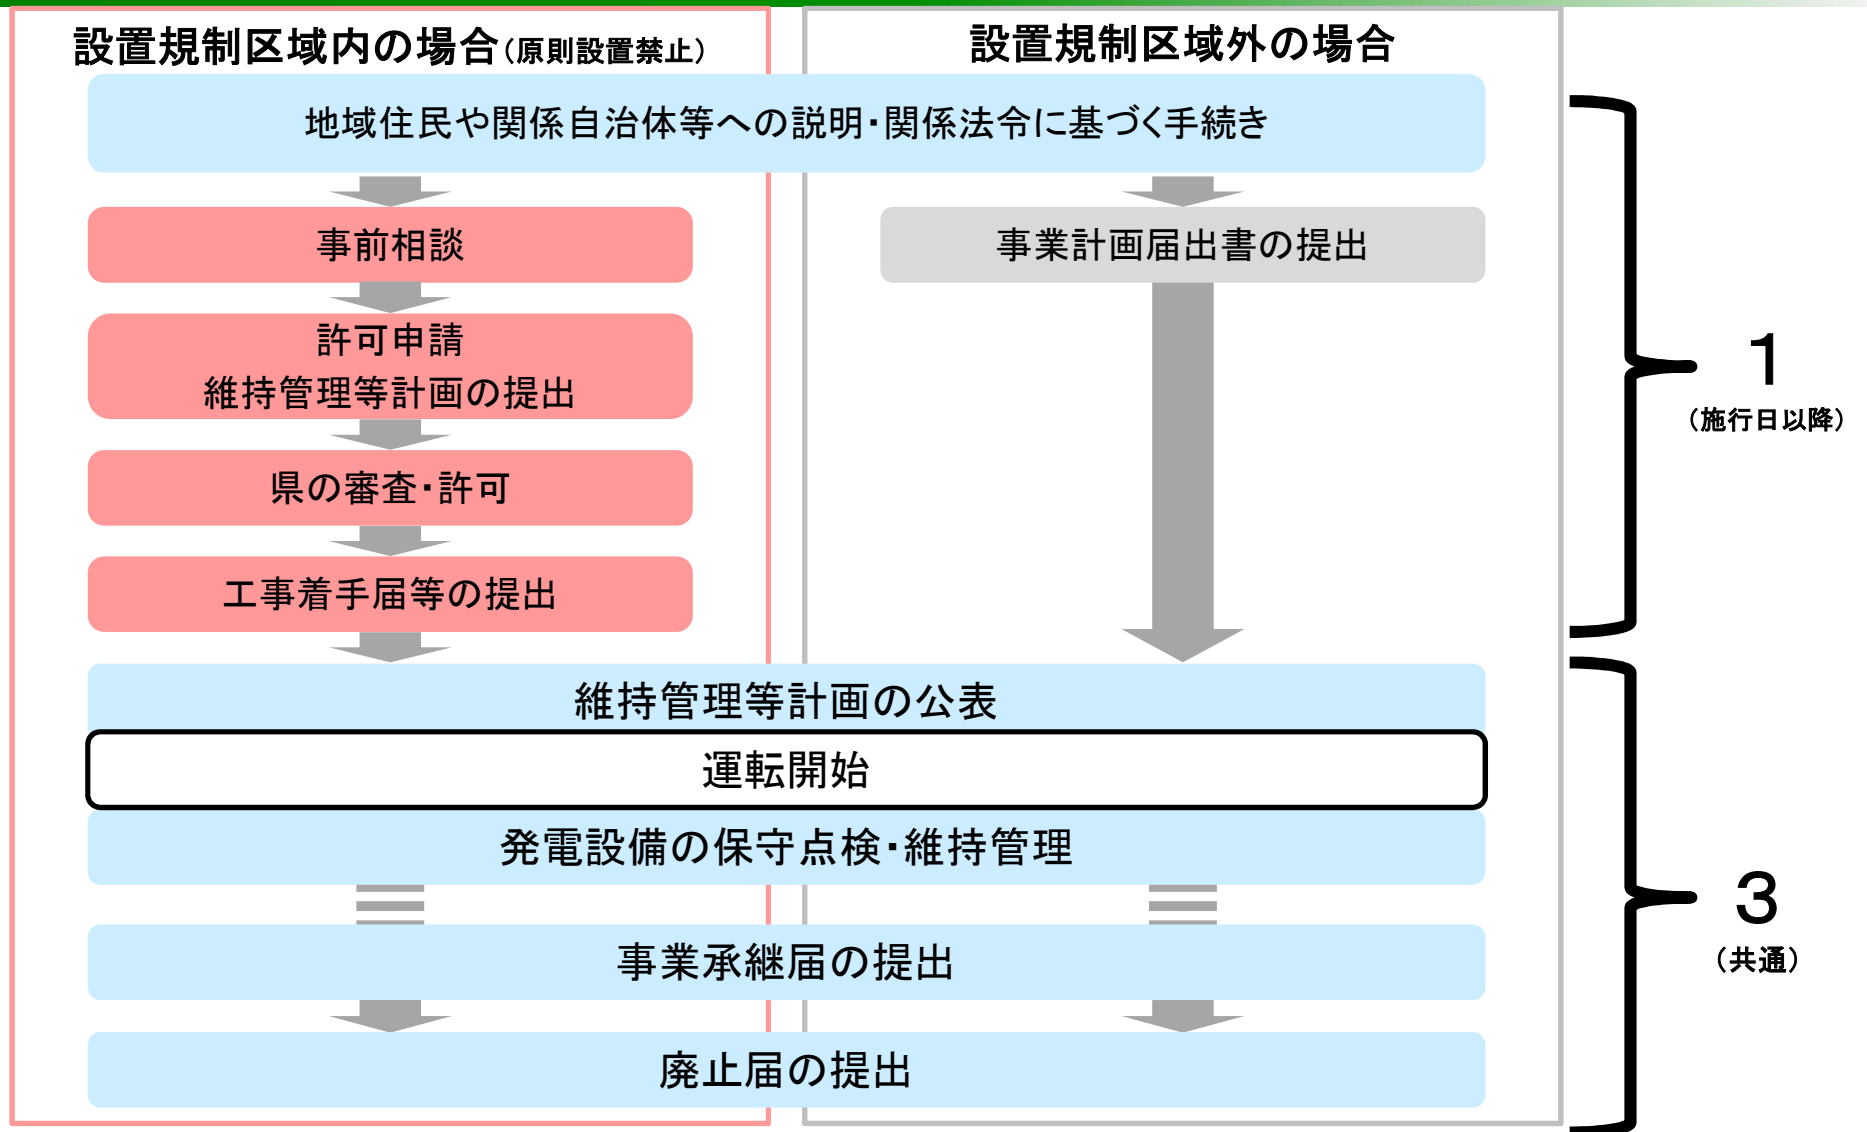 設置規制区域内の場合(原則設置禁止)
設置規制区域外の場合
地域住民や関係自治体等への説明・関係法令に基づく手続き
事前相談
事業計画届出書の提出
許可申請
維持管理等計画の提出
県の審査・許可
工事着手届等の提出
1
(施行日以降)
維持管理等計画の公表
運転開始
発電設備の保守点検・維持管理
事業承継届の提出
廃止届の提出
3
(共通)